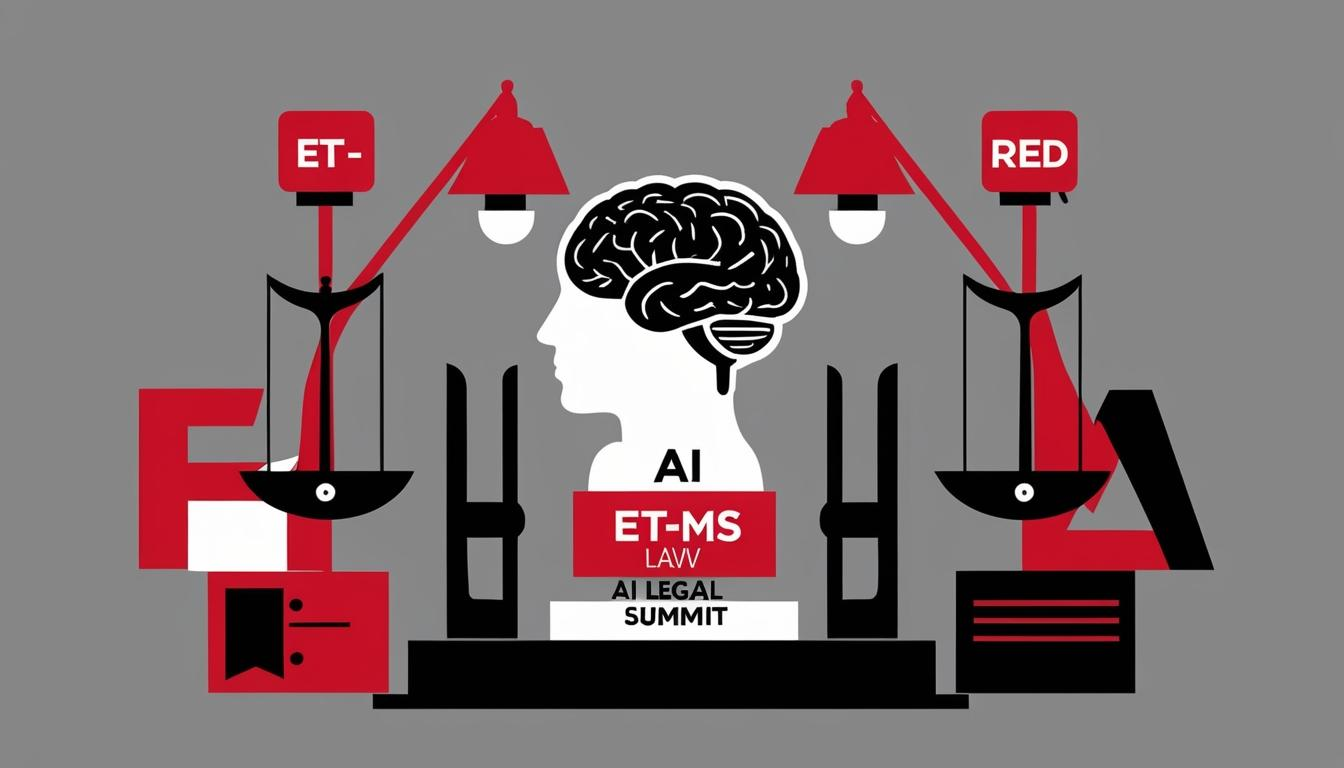 ET-
RED
AI
ET-MS
LAVV
AI LEGAL
SUMMIT